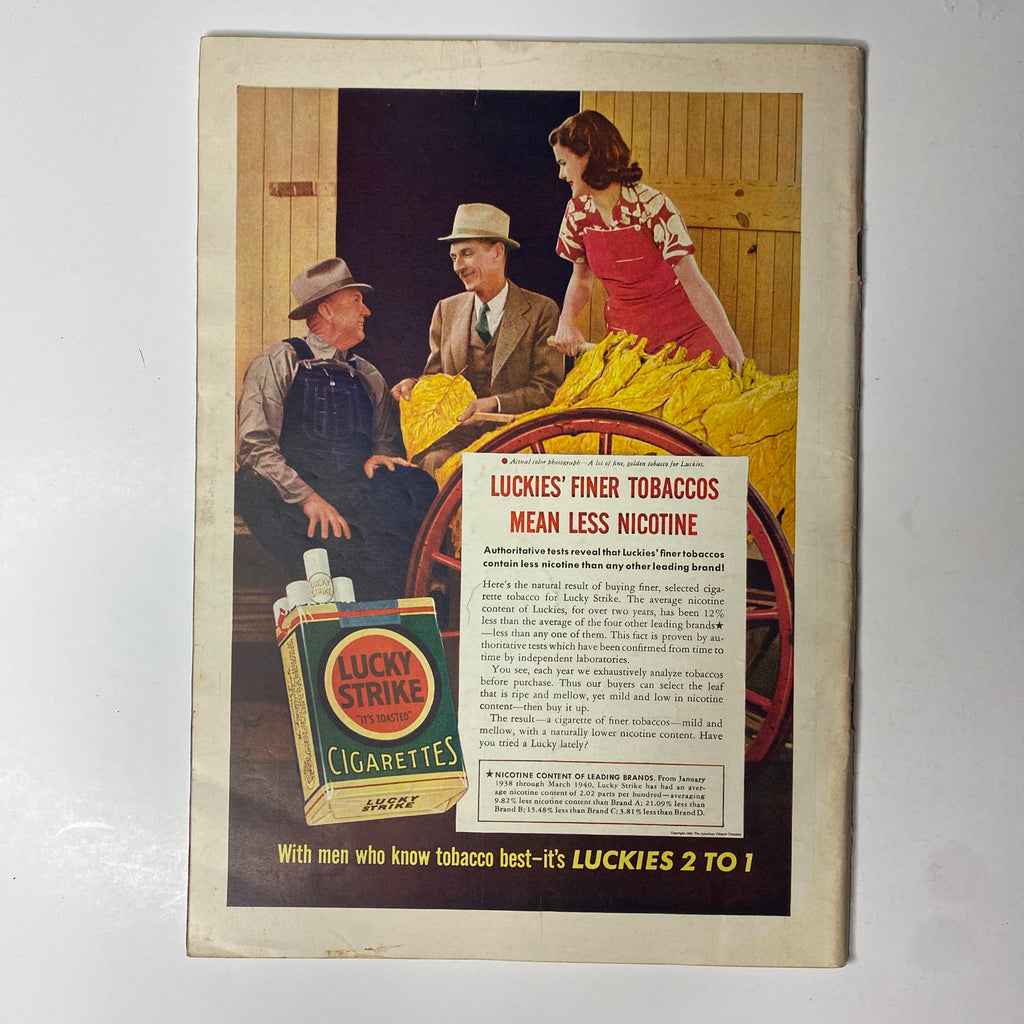 ● Actual color photograph—A lot of fine, golden tobacco for Luckies.
LUCKIES' FINER TOBACCOS
MEAN LESS NICOTINE
Authoritative tests reveal that Luckies' finer tobaccos
contain less nicotine than any other leading brand!
Here's the natural result of buying finer, selected ciga-
rette tobacco for Lucky Strike. The average nicotine
content of Luckies, for over two years, has been 12%
less than the average of the four other leading brands★
—less than any one of them. This fact is proven by au-
thoritative tests which have been confirmed from time to
time by independent laboratories.
You see, each year we exhaustively analyze tobaccos
before purchase. Thus our buyers can select the leaf
that is ripe and mellow, yet mild and low in nicotine
content—then buy it up.
The result—a cigarette of finer tobaccos—mild and
mellow, with a naturally lower nicotine content. Have
you tried a Lucky lately?
★NICOTINE CONTENT OF LEADING BRANDS. From January
1938 through March 1940, Lucky Strike has had an aver-
age nicotine content of 2.02 parts per hundred—averaging
9.82% less nicotine content than Brand A; 21.09% less than
Brand B; 15.48% less than Brand C; 3.81% less than Brand D.
Copyright 1940, The American Tobacco Company
LUCKY
STRIKE
LUCKY
STRIKE
"IT'S TOASTED"
CIGARETTES
LUCKY
STRIKE
With men who know tobacco best—it's LUCKIES 2 TO 1